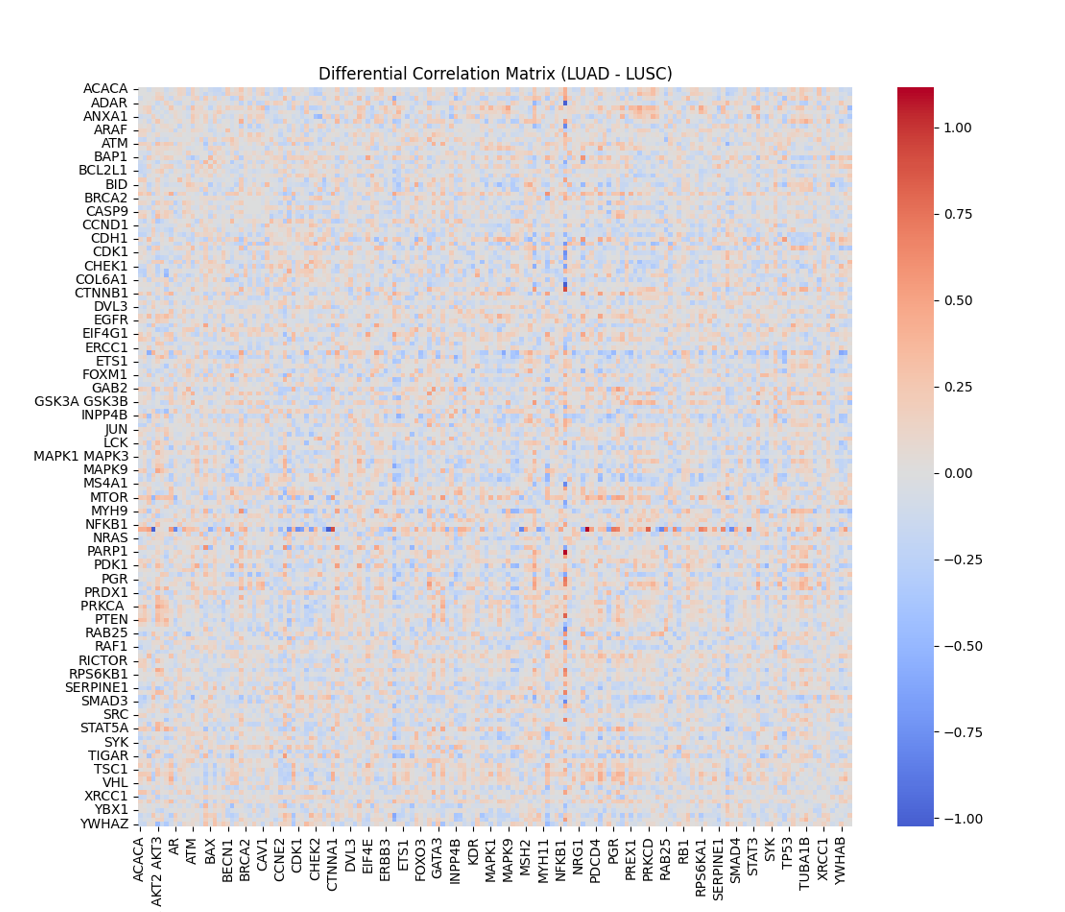 Differential Correlation Matrix (LUAD - LUSC)
ACACA
ADAR
ANXA1
ARAF
ATM
BAP1
BCL2L1
BID
BRCA2
CASP9
CCND1
CDH1
CDK1
CHEK1
COL6A1
CTNNB1
DVL3
EGFR
EIF4G1
ERCC1
ETS1
FOXM1
GAB2
GSK3A GSK3B
INPP4B
JUN
LCK
MAPK1 MAPK3
MAPK9
MS4A1
MTOR
MYH9
NFKB1
NRAS
PARP1
PDK1
PGR
PRDX1
PRKCA
PTEN
RAB25
RAF1
RICTOR
RPS6KB1
SERPINE1
SMAD3
SRC
STAT5A
SYK
TIGAR
TSC1
VHL
XRCC1
YBX1
YWHAZ
ACACA
AKT2 AKT3
AR
ATM
BAX
BECN1
BRCA2
CAV1
CCNE2
CDK1
CHEK2
CTNNA1
DVL3
EIF4E
ERBB3
ETS1
FOXO3
GATA3
INPP4B
KDR
MAPK1
MAPK9
MSH2
MYH11
NFKB1
NRG1
PDCD4
PGR
PREX1
PRKCD
RAB25
RB1
RPS6KA1
SERPINE1
SMAD4
STAT3
SYK
TP53
TUBA1B
XRCC1
YWHAB
1.00
0.75
0.50
0.25
0.00
−0.25
−0.50
−0.75
−1.00